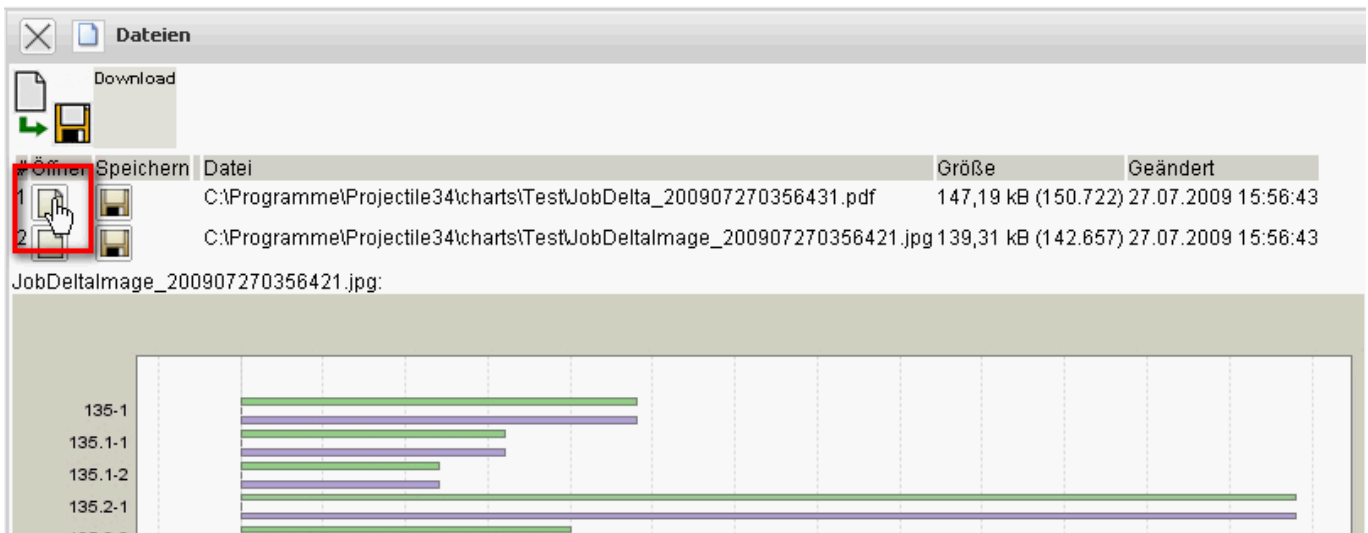 Dateien
Download
# Öffnen Speichern Datei Größe Geändert
1 C:\Programme\Projectile34\charts\Test\JobDelta_200907270356431.pdf 147,19 kB (150.722) 27.07.2009 15:56:43
2 C:\Programme\Projectile34\charts\Test\JobDeltaImage_200907270356421.jpg 139,31 kB (142.657) 27.07.2009 15:56:43
JobDeltaImage_200907270356421.jpg:
135-1
135.1-1
135.1-2
135.2-1